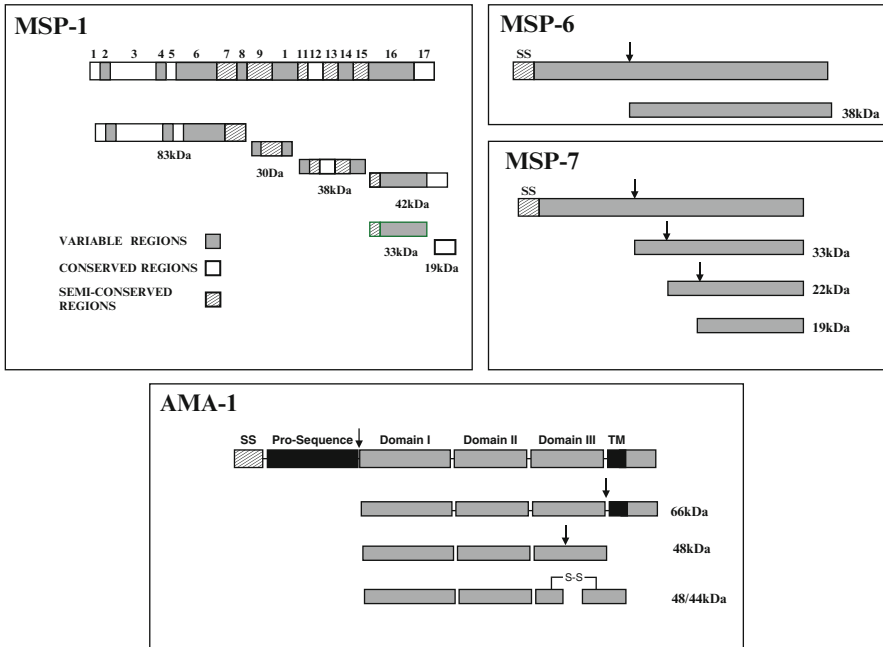 MSP-1
1 2 3 4 5 6 7 8 9 1 11 12 13 14 15 16 17
83kDa
30Da
38kDa
42kDa
33kDa
19kDa
VARIABLE REGIONS
CONSERVED REGIONS
SEMI-CONSERVED
REGIONS
MSP-6
SS
38kDa
MSP-7
SS
33kDa
22kDa
19kDa
AMA-1
SS Pro-Sequence Domain I Domain II Domain III TM
66kDa
48kDa
S-S
48/44kDa